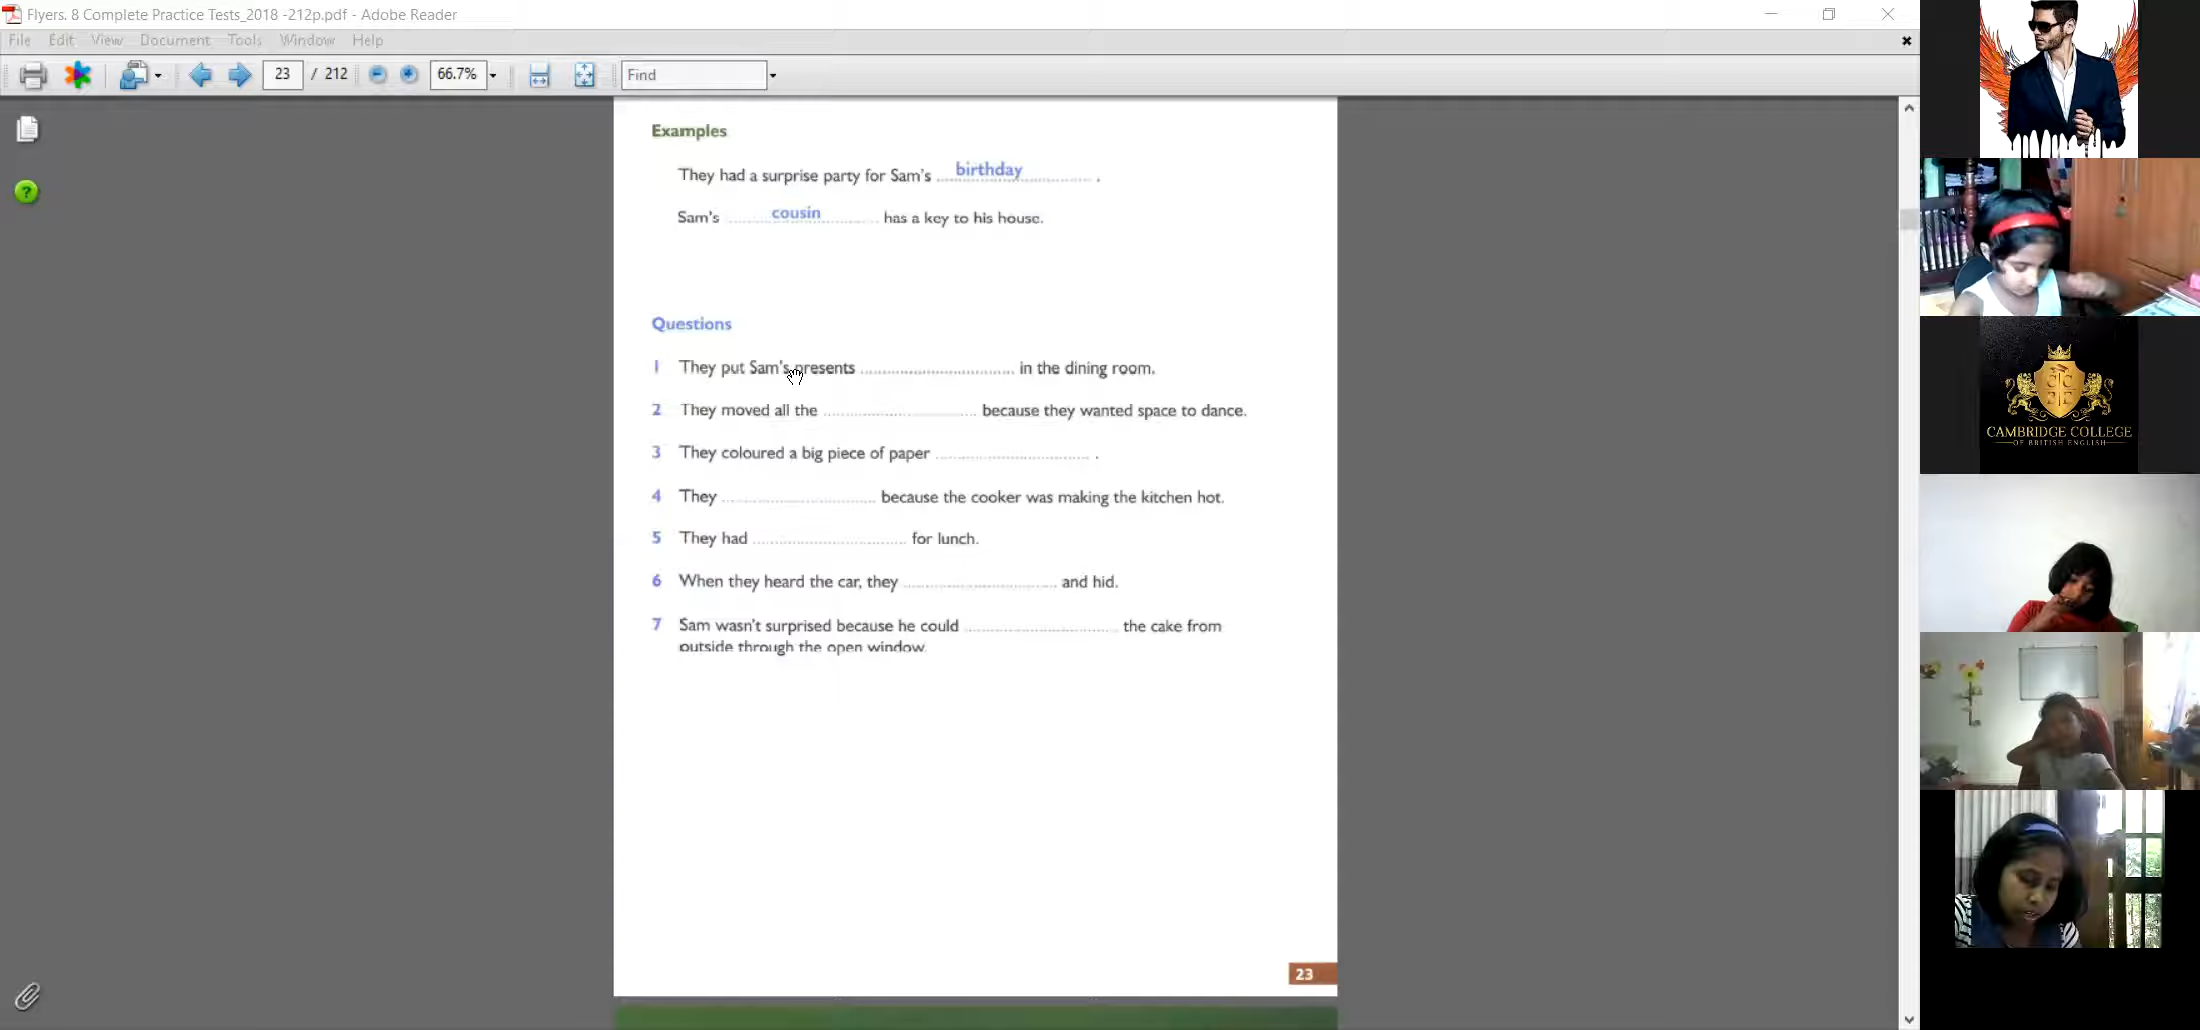 Flyers. 8 Complete Practice Tests_2018 -212p.pdf - Adobe Reader
File Edit View Document Tools Window Help
23 / 212 66.7% Find
Examples
They had a surprise party for Sam's birthday .
Sam's cousin has a key to his house.
Questions
1 They put Sam's presents ........................ in the dining room.
2 They moved all the ........................ because they wanted space to dance.
3 They coloured a big piece of paper ........................ .
4 They ........................ because the cooker was making the kitchen hot.
5 They had ........................ for lunch.
6 When they heard the car, they ........................ and hid.
7 Sam wasn't surprised because he could ........................ the cake from
outside through the open window.
23
CC
BE
CAMBRIDGE COLLEGE
OF BRITISH ENGLISH